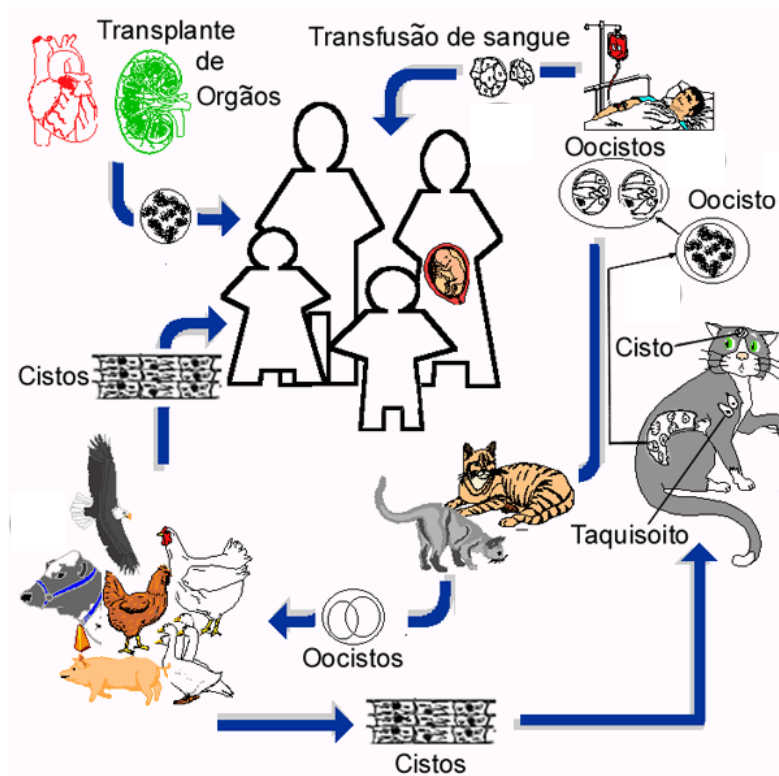 Transplante
de
Orgãos
Transfusão de sangue
Oocistos
Oocisto
Cisto
Cistos
Taquisoito
Oocistos
Cistos